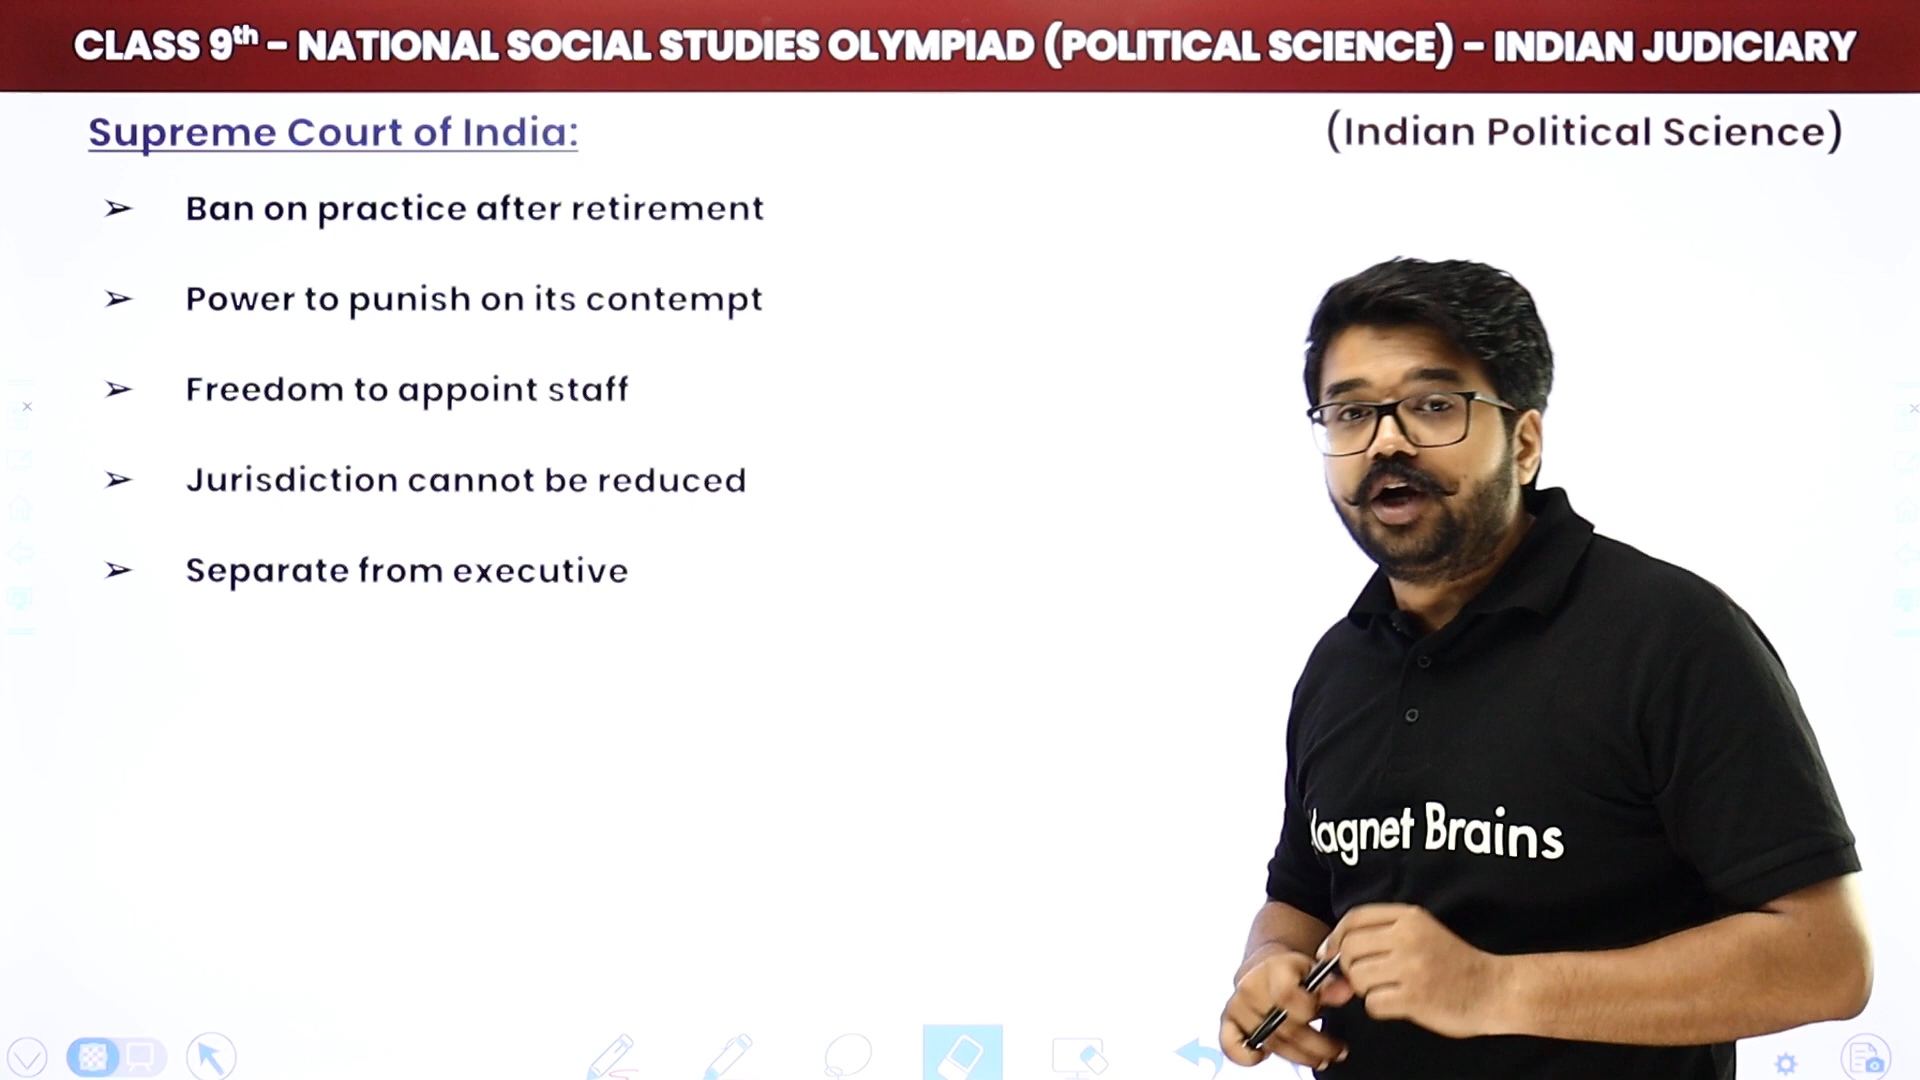 CLASS 9th - NATIONAL SOCIAL STUDIES OLYMPIAD (POLITICAL SCIENCE) - INDIAN JUDICIARY
Supreme Court of India:
(Indian Political Science)
➢ Ban on practice after retirement
➢ Power to punish on its contempt
➢ Freedom to appoint staff
➢ Jurisdiction cannot be reduced
➢ Separate from executive
Brains